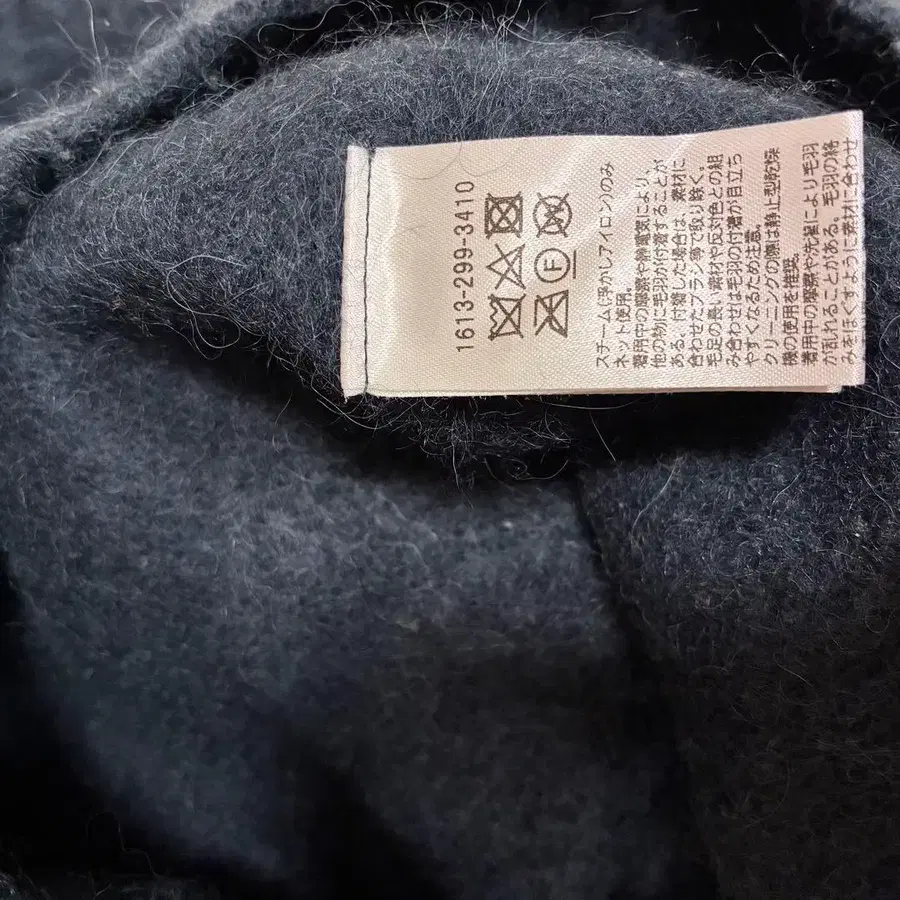 1613-299-3410
F
スチーム(浮かしアイロン)のみ
ネット使用。
着用中の摩擦や静電気により、
他の物に毛羽が付着することが
ある。付着した場合は、素材に
合わせたブラシ等で取り除く。
毛足の長い素材や反対色との組
み合わせは毛羽の付着が目立ち
やすくなるため注意。
クリーニングの際は静止型乾燥
機の使用を推奨。
着用中の摩擦や洗濯により毛羽
が乱れることがある。毛羽の絡
みをほぐすように素材に合わせ